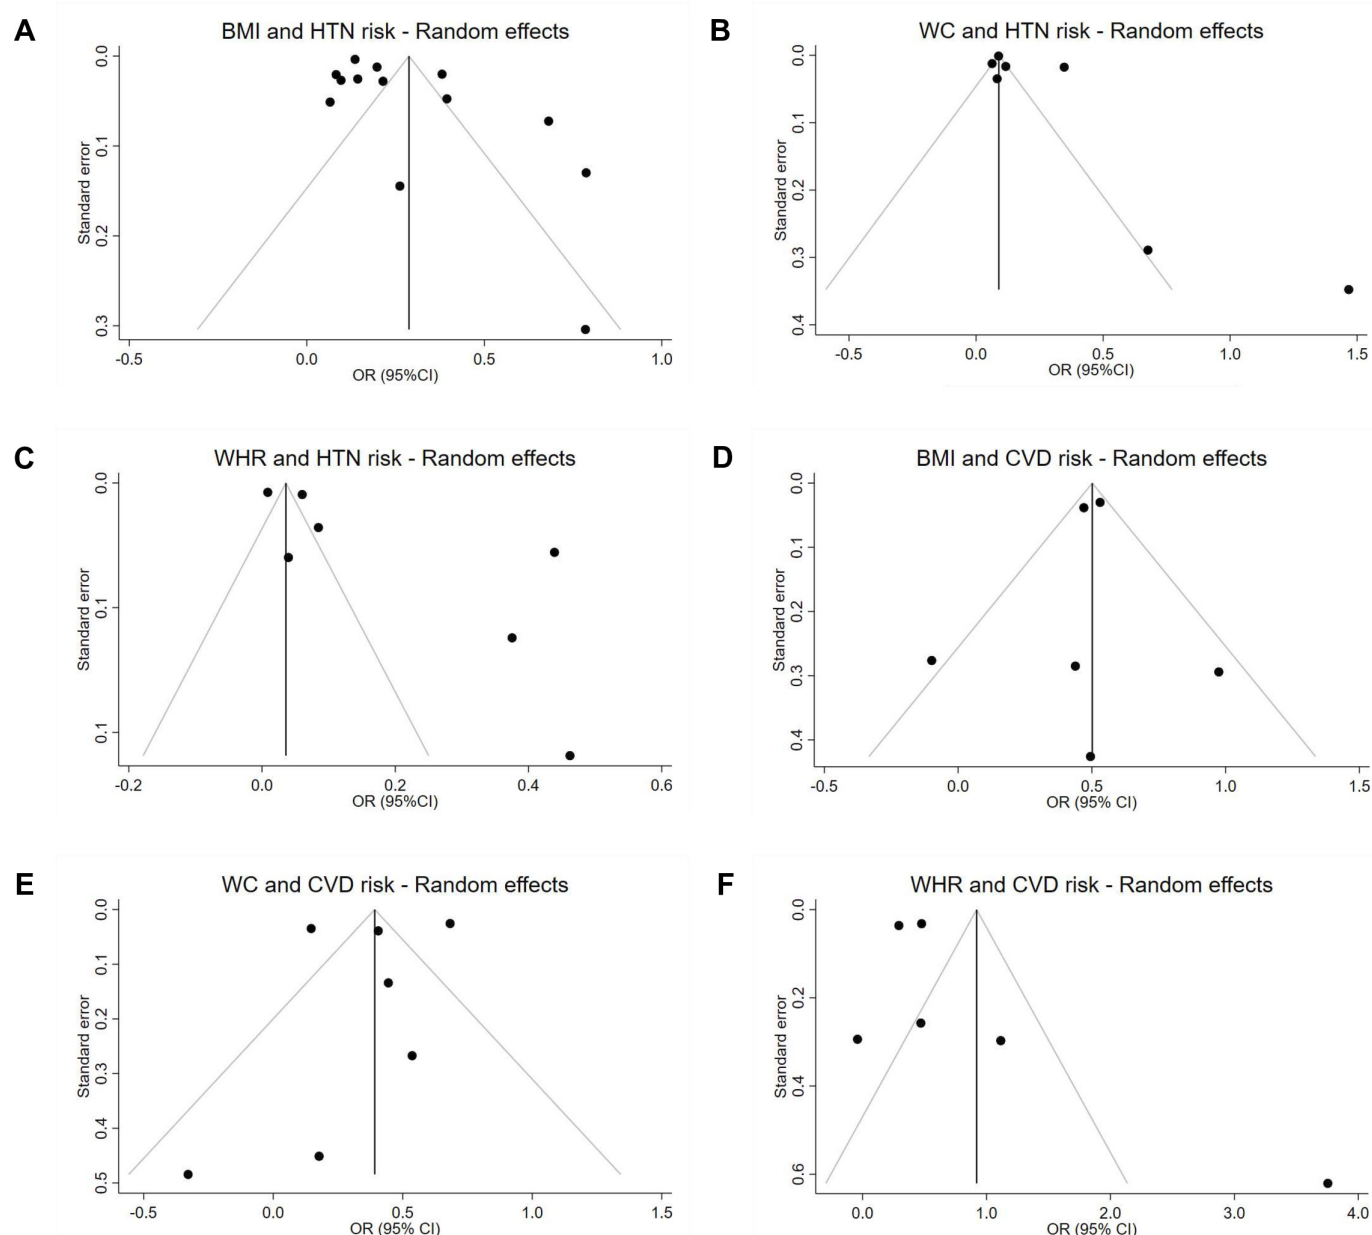 A
BMI and HTN risk - Random effects
Standard error
0.0
0.1
0.2
0.3
-0.5
0.0
0.5
1.0
OR (95%CI)
B
WC and HTN risk - Random effects
Standard error
0.0
0.1
0.2
0.3
0.4
-0.5
0.0
0.5
1.0
1.5
OR (95%CI)
C
WHR and HTN risk - Random effects
Standard error
0.0
0.1
0.1
-0.2
0.0
0.2
0.4
0.6
OR (95%CI)
D
BMI and CVD risk - Random effects
Standard error
0.0
0.1
0.2
0.3
0.4
-0.5
0.0
0.5
1.0
1.5
OR (95% CI)
E
WC and CVD risk - Random effects
Standard error
0.0
0.1
0.2
0.3
0.4
0.5
-0.5
0.0
0.5
1.0
1.5
OR (95% CI)
F
WHR and CVD risk - Random effects
Standard error
0.0
0.2
0.4
0.6
0.0
1.0
2.0
3.0
4.0
OR (95% CI)